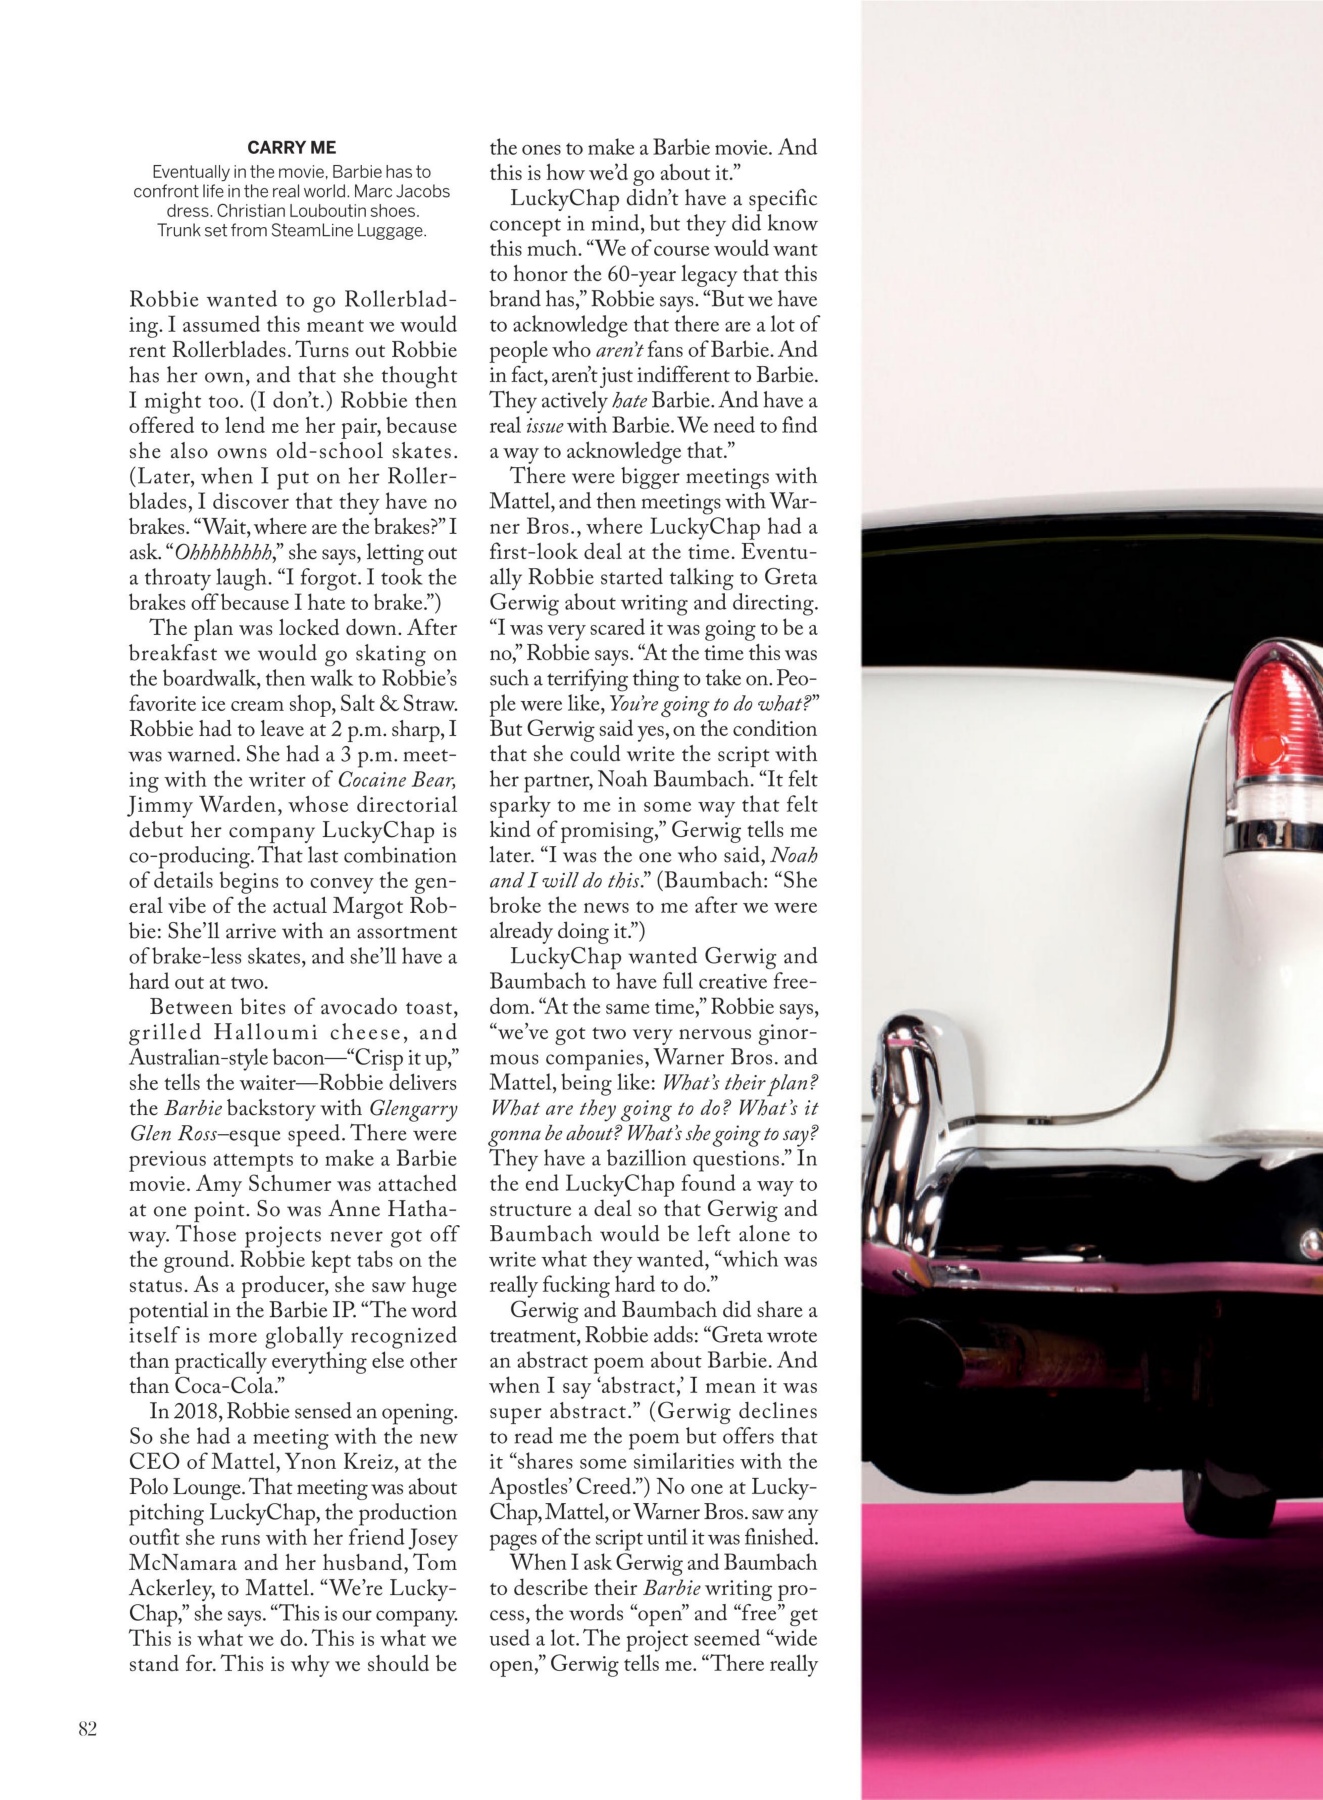 CARRY ME
Eventually in the movie, Barbie has to
confront life in the real world. Marc Jacobs
dress. Christian Louboutin shoes.
Trunk set from SteamLine Luggage.
Robbie wanted to go Rollerblad-
ing. I assumed this meant we would
rent Rollerblades. Turns out Robbie
has her own, and that she thought
I might too. (I don’t.) Robbie then
offered to lend me her pair, because
she also owns old-school skates.
(Later, when I put on her Roller-
blades, I discover that they have no
brakes. “Wait, where are the brakes?” I
ask. “Ohhhhhhhh,” she says, letting out
a throaty laugh. “I forgot. I took the
brakes off because I hate to brake.”)
The plan was locked down. After
breakfast we would go skating on
the boardwalk, then walk to Robbie’s
favorite ice cream shop, Salt & Straw.
Robbie had to leave at 2 p.m. sharp, I
was warned. She had a 3 p.m. meet-
ing with the writer of Cocaine Bear,
Jimmy Warden, whose directorial
debut her company LuckyChap is
co-producing. That last combination
of details begins to convey the gen-
eral vibe of the actual Margot Rob-
bie: She’ll arrive with an assortment
of brake-less skates, and she’ll have a
hard out at two.
Between bites of avocado toast,
grilled Halloumi cheese, and
Australian-style bacon—“Crisp it up,”
she tells the waiter—Robbie delivers
the Barbie backstory with Glengarry
Glen Ross–esque speed. There were
previous attempts to make a Barbie
movie. Amy Schumer was attached
at one point. So was Anne Hatha-
way. Those projects never got off
the ground. Robbie kept tabs on the
status. As a producer, she saw huge
potential in the Barbie IP. “The word
itself is more globally recognized
than practically everything else other
than Coca-Cola.”
In 2018, Robbie sensed an opening.
So she had a meeting with the new
CEO of Mattel, Ynon Kreiz, at the
Polo Lounge. That meeting was about
pitching LuckyChap, the production
outfit she runs with her friend Josey
McNamara and her husband, Tom
Ackerley, to Mattel. “We’re Lucky-
Chap,” she says. “This is our company.
This is what we do. This is what we
stand for. This is why we should be
the ones to make a Barbie movie. And
this is how we’d go about it.”
LuckyChap didn’t have a specific
concept in mind, but they did know
this much. “We of course would want
to honor the 60-year legacy that this
brand has,” Robbie says. “But we have
to acknowledge that there are a lot of
people who aren’t fans of Barbie. And
in fact, aren’t just indifferent to Barbie.
They actively hate Barbie. And have a
real issue with Barbie. We need to find
a way to acknowledge that.”
There were bigger meetings with
Mattel, and then meetings with War-
ner Bros., where LuckyChap had a
first-look deal at the time. Eventu-
ally Robbie started talking to Greta
Gerwig about writing and directing.
“I was very scared it was going to be a
no,” Robbie says. “At the time this was
such a terrifying thing to take on. Peo-
ple were like, You’re going to do what?”
But Gerwig said yes, on the condition
that she could write the script with
her partner, Noah Baumbach. “It felt
sparky to me in some way that felt
kind of promising,” Gerwig tells me
later. “I was the one who said, Noah
and I will do this.” (Baumbach: “She
broke the news to me after we were
already doing it.”)
LuckyChap wanted Gerwig and
Baumbach to have full creative free-
dom. “At the same time,” Robbie says,
“we’ve got two very nervous ginor-
mous companies, Warner Bros. and
Mattel, being like: What’s their plan?
What are they going to do? What’s it
gonna be about? What’s she going to say?
They have a bazillion questions.” In
the end LuckyChap found a way to
structure a deal so that Gerwig and
Baumbach would be left alone to
write what they wanted, “which was
really fucking hard to do.”
Gerwig and Baumbach did share a
treatment, Robbie adds: “Greta wrote
an abstract poem about Barbie. And
when I say ‘abstract,’ I mean it was
super abstract.” (Gerwig declines
to read me the poem but offers that
it “shares some similarities with the
Apostles’ Creed.”) No one at Lucky-
Chap, Mattel, or Warner Bros. saw any
pages of the script until it was finished.
When I ask Gerwig and Baumbach
to describe their Barbie writing pro-
cess, the words “open” and “free” get
used a lot. The project seemed “wide
open,” Gerwig tells me. “There really
82